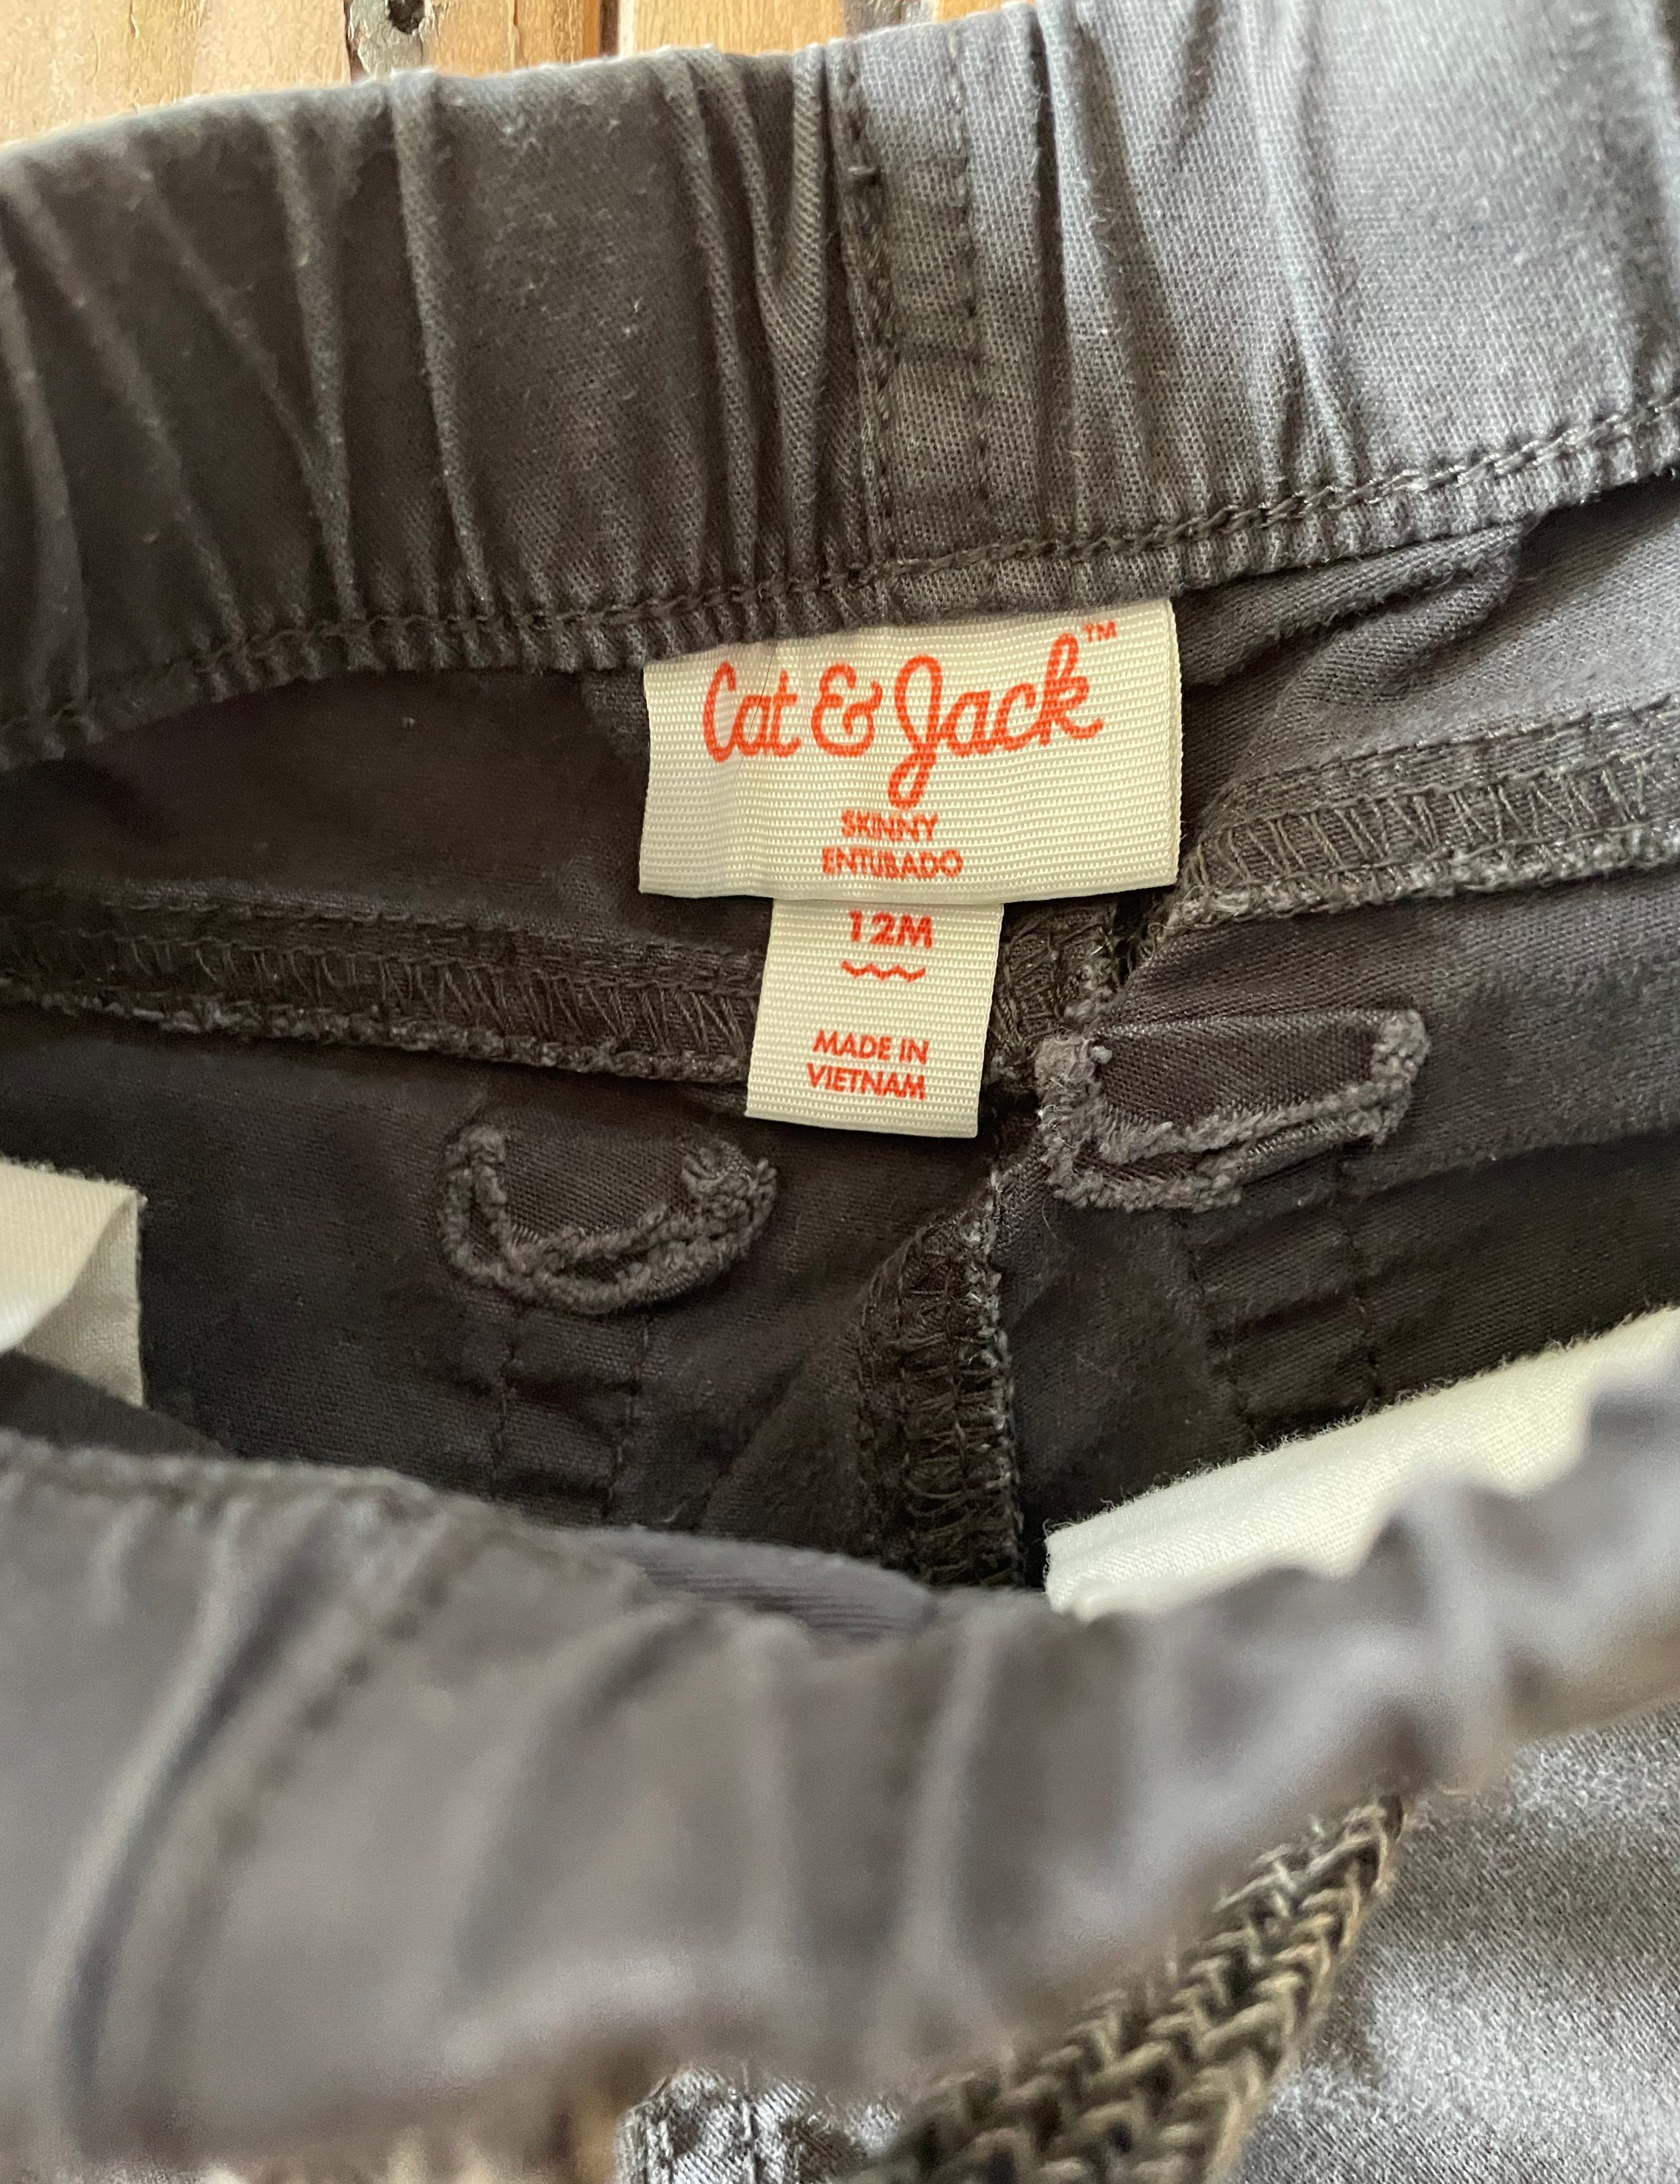 Cat & Jack™
SKINNY
ENTUBADO
12M
MADE IN
VIETNAM